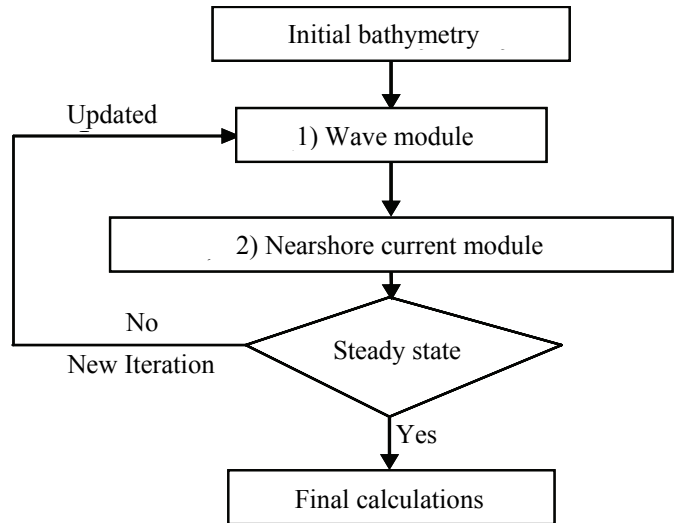 Initial bathymetry
Updated
1) Wave module
2) Nearshore current module
No
Steady state
New Iteration
Yes
Final calculations